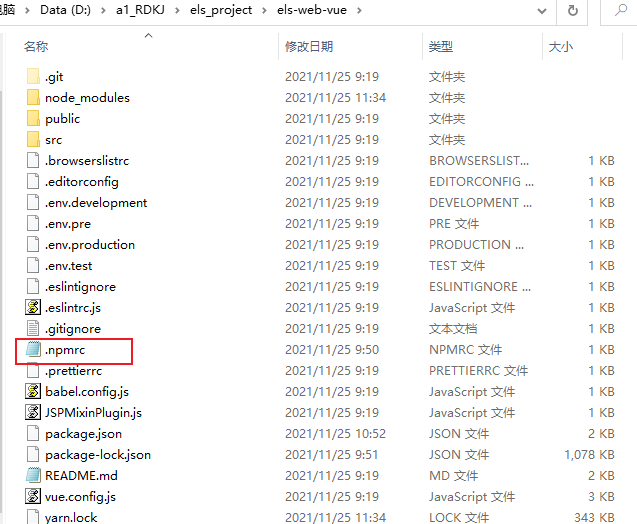 电脑 > Data (D:) > a1_RDKJ > els_project > els-web-vue >
名称 修改日期 类型 大小
.git 2021/11/25 9:19 文件夹
node_modules 2021/11/25 11:34 文件夹
public 2021/11/25 9:19 文件夹
src 2021/11/25 9:19 文件夹
.browserslistrc 2021/11/25 9:19 BROWSERSLIST... 1 KB
.editorconfig 2021/11/25 9:19 EDITORCONFIG ... 1 KB
.env.development 2021/11/25 9:19 DEVELOPMENT ... 1 KB
.env.pre 2021/11/25 9:19 PRE 文件 1 KB
.env.production 2021/11/25 9:19 PRODUCTION ... 1 KB
.env.test 2021/11/25 9:19 TEST 文件 1 KB
.eslintignore 2021/11/25 9:19 ESLINTIGNORE ... 1 KB
.eslintrc.js 2021/11/25 9:19 JavaScript 文件 1 KB
.gitignore 2021/11/25 9:19 文本文档 1 KB
.npmrc 2021/11/25 9:50 NPMRC 文件 1 KB
.prettierrc 2021/11/25 9:19 PRETTIERRC 文件 1 KB
babel.config.js 2021/11/25 9:19 JavaScript 文件 1 KB
JSPMixinPlugin.js 2021/11/25 9:19 JavaScript 文件 1 KB
package.json 2021/11/25 10:52 JSON 文件 2 KB
package-lock.json 2021/11/25 9:51 JSON 文件 1,078 KB
README.md 2021/11/25 9:19 MD 文件 2 KB
vue.config.js 2021/11/25 9:19 JavaScript 文件 3 KB
yarn.lock 2021/11/25 11:34 LOCK 文件 343 KB